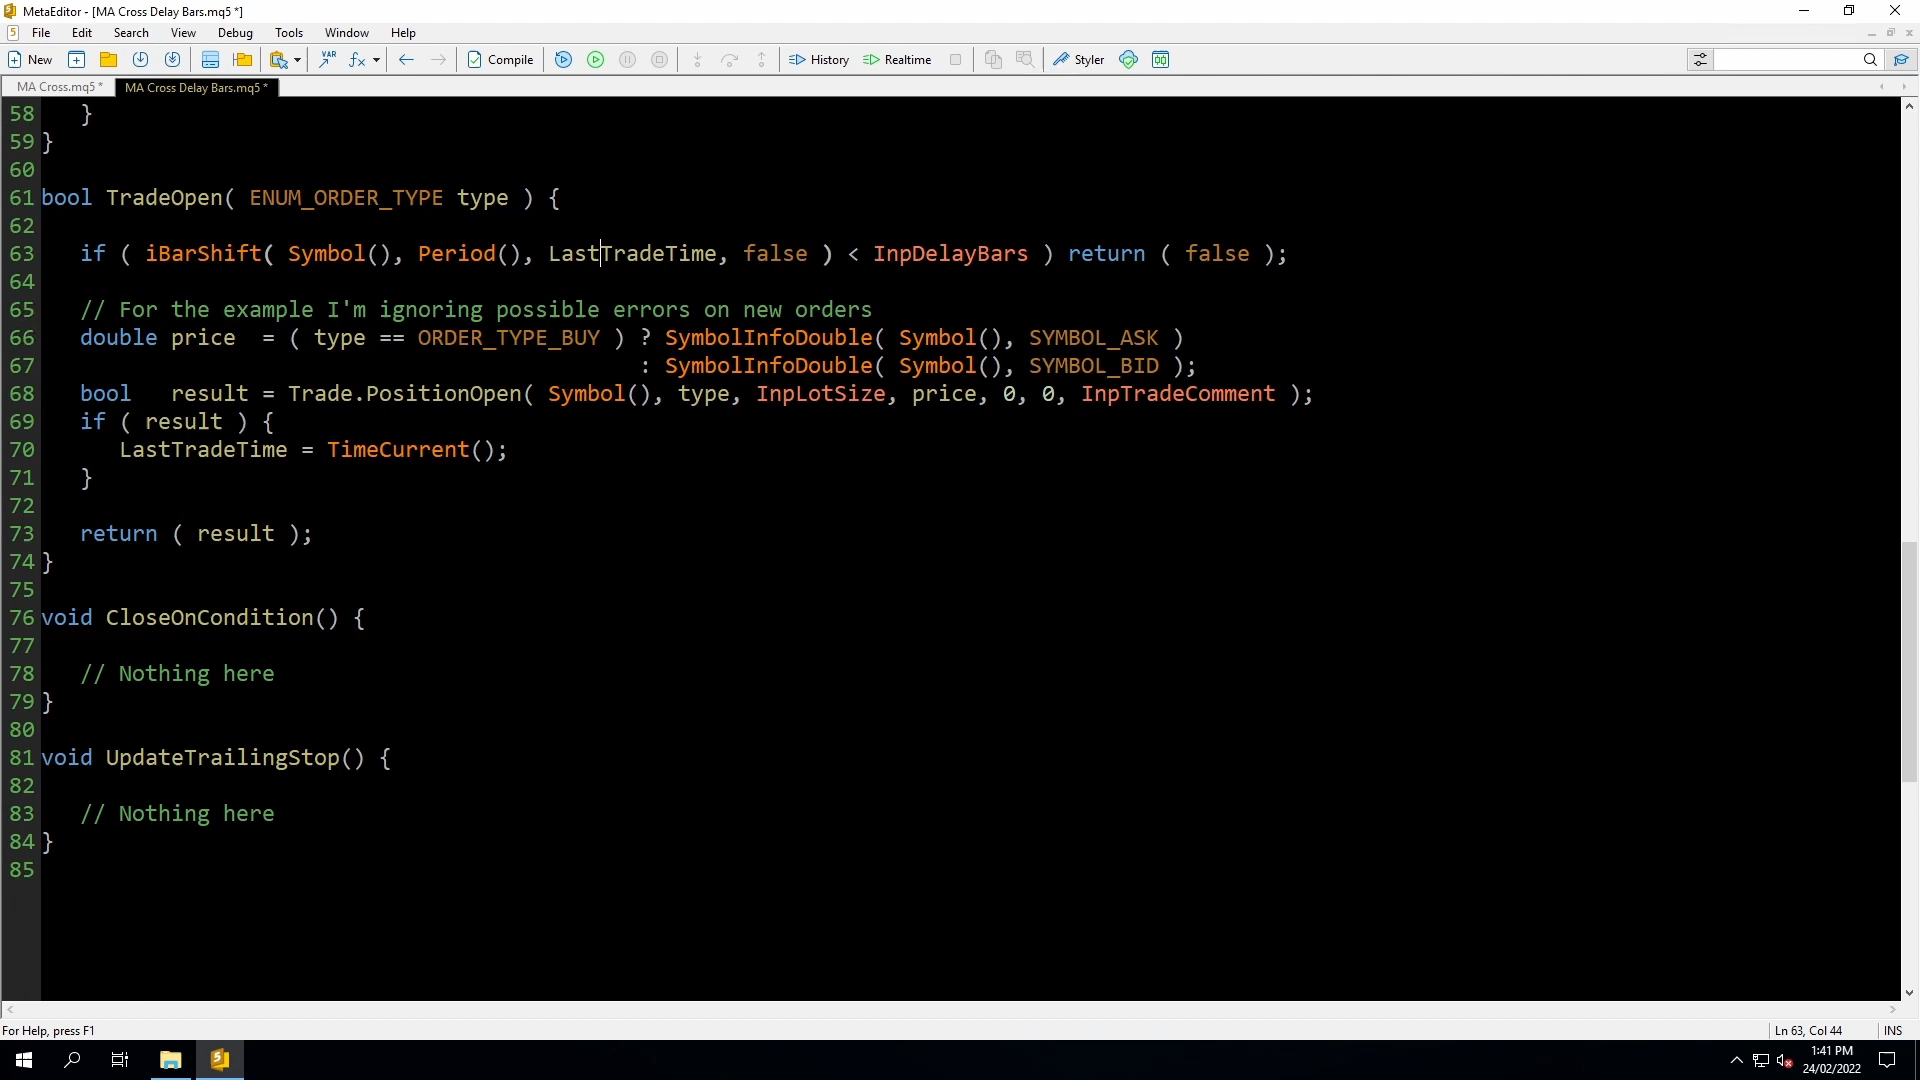 MetaEditor - [MA Cross Delay Bars.mq5 *]
5 File Edit Search View Debug Tools Window Help
New VAR fx Compile History Realtime Styler
MA Cross.mq5 * MA Cross Delay Bars.mq5 *
58 }
59 }
60
61 bool TradeOpen( ENUM_ORDER_TYPE type ) {
62
63 if ( iBarShift( Symbol(), Period(), LastTradeTime, false ) < InpDelayBars ) return ( false );
64
65 // For the example I'm ignoring possible errors on new orders
66 double price = ( type == ORDER_TYPE_BUY ) ? SymbolInfoDouble( Symbol(), SYMBOL_ASK )
67 : SymbolInfoDouble( Symbol(), SYMBOL_BID );
68 bool result = Trade.PositionOpen( Symbol(), type, InpLotSize, price, 0, 0, InpTradeComment );
69 if ( result ) {
70 LastTradeTime = TimeCurrent();
71 }
72
73 return ( result );
74 }
75
76 void CloseOnCondition() {
77
78 // Nothing here
79 }
80
81 void UpdateTrailingStop() {
82
83 // Nothing here
84 }
85
For Help, press F1 Ln 63, Col 44 INS
5 1:41 PM
24/02/2022